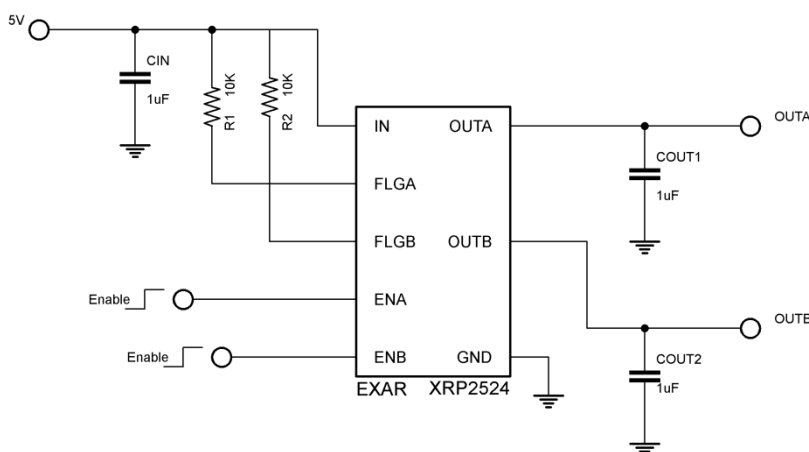 5V
CIN
1uF
10K
R1
10K
R2
IN
OUTA
FLGA
FLGB
OUTB
ENA
ENB
GND
EXAR
XRP2524
Enable
Enable
OUTA
COUT1
1uF
OUTB
COUT2
1uF